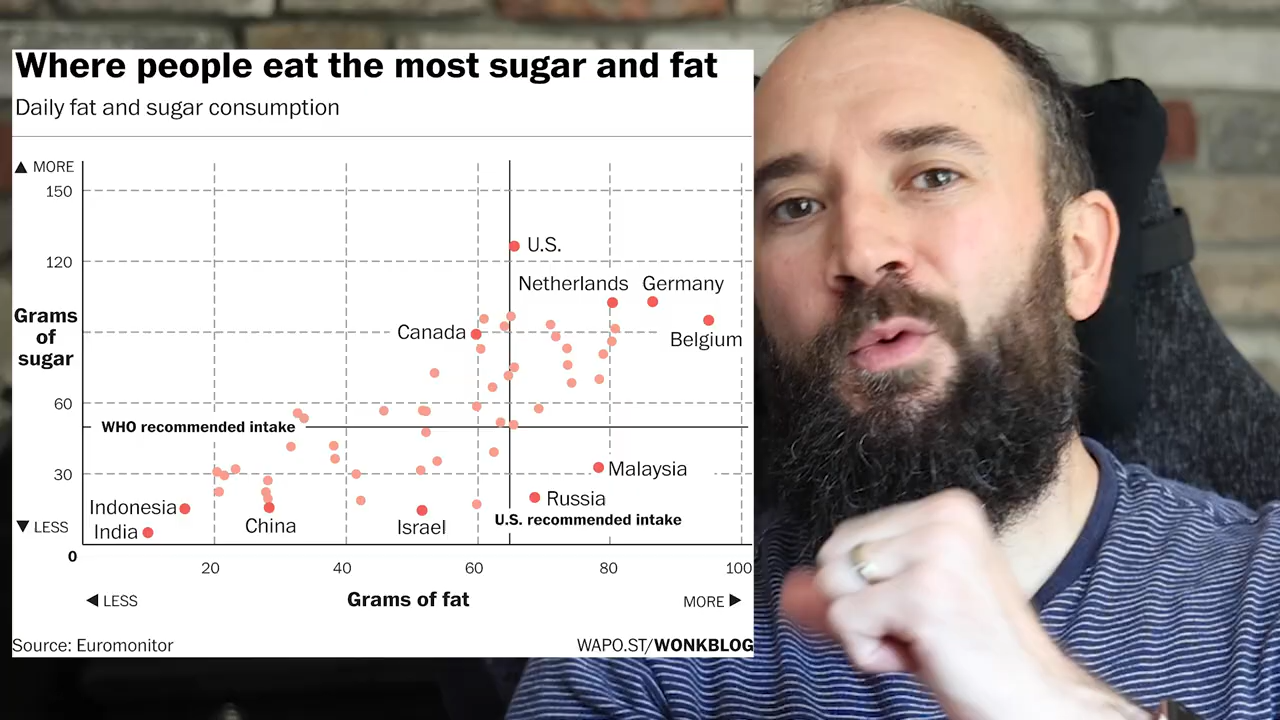 Where people eat the most sugar and fat
Daily fat and sugar consumption
▲ MORE
150
U.S.
120
Netherlands Germany
Grams
of
sugar
Canada
Belgium
60
WHO recommended intake
30
Malaysia
Indonesia
Russia
▼ LESS
India
China
Israel
U.S. recommended intake
0
20 40 60 80 100
◀ LESS
Grams of fat
MORE ▶
Source: Euromonitor
WAPO.ST/WONKBLOG